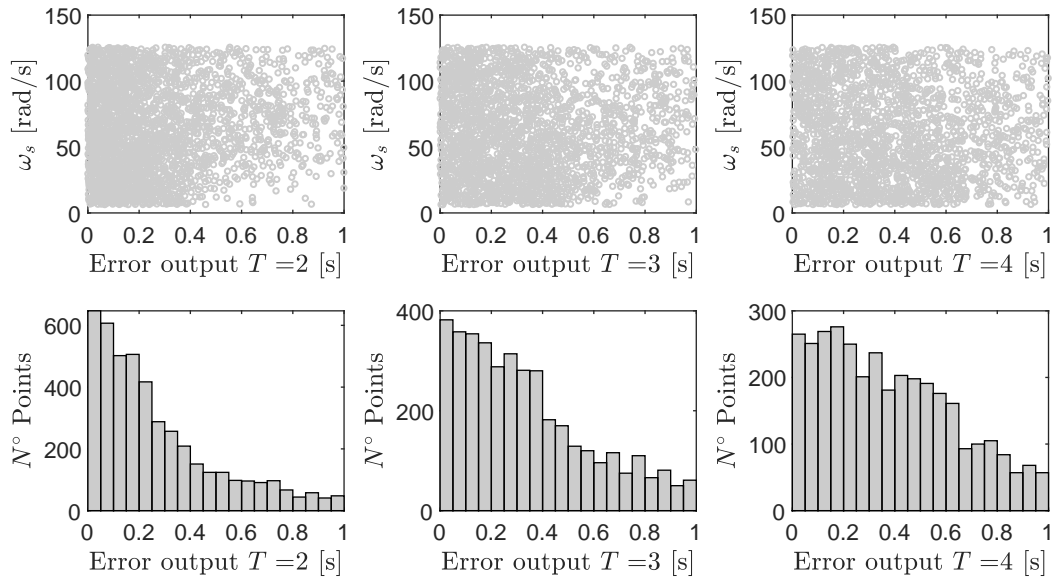 150
100
50
0
ω_s [rad/s]
0 0.2 0.4 0.6 0.8 1
Error output T =2 [s]
150
100
50
0
ω_s [rad/s]
0 0.2 0.4 0.6 0.8 1
Error output T =3 [s]
150
100
50
0
ω_s [rad/s]
0 0.2 0.4 0.6 0.8 1
Error output T =4 [s]
600
400
200
0
N° Points
0 0.2 0.4 0.6 0.8 1
Error output T =2 [s]
400
200
0
N° Points
0 0.2 0.4 0.6 0.8 1
Error output T =3 [s]
300
200
100
0
N° Points
0 0.2 0.4 0.6 0.8 1
Error output T =4 [s]